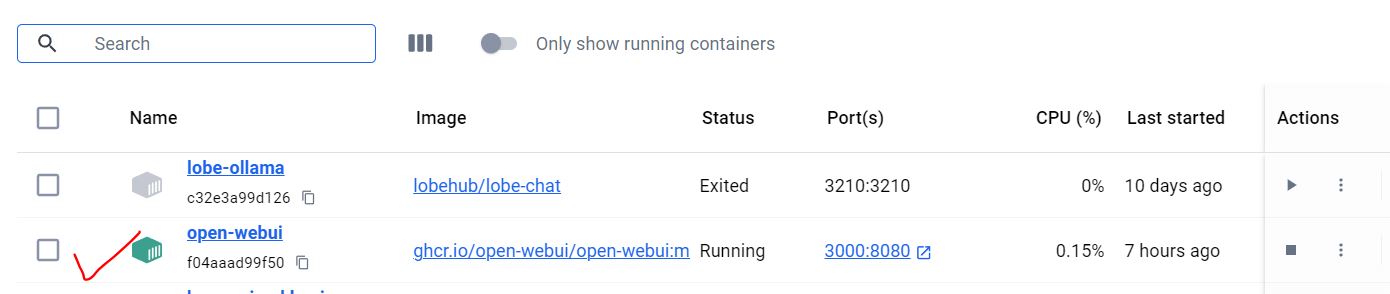 Search
Only show running containers
Name Image Status Port(s) CPU (%) Last started Actions
lobe-ollama
c32e3a99d126
lobehub/lobe-chat Exited 3210:3210 0% 10 days ago
open-webui
f04aaad99f50
ghcr.io/open-webui/open-webui:m Running 3000:8080 0.15% 7 hours ago